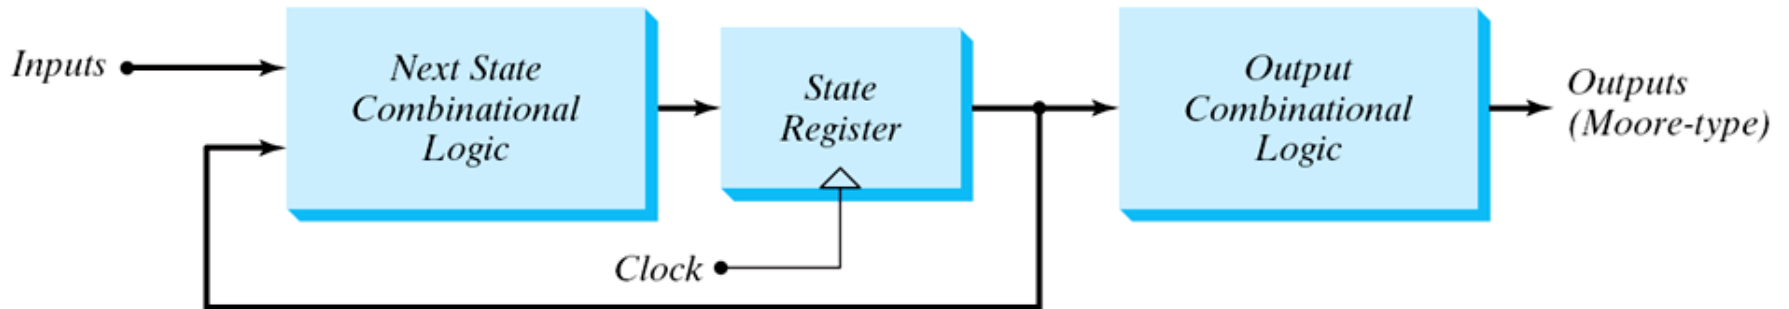 Inputs
Next State
Combinational
Logic
State
Register
Output
Combinational
Logic
Outputs
(Moore-type)
Clock